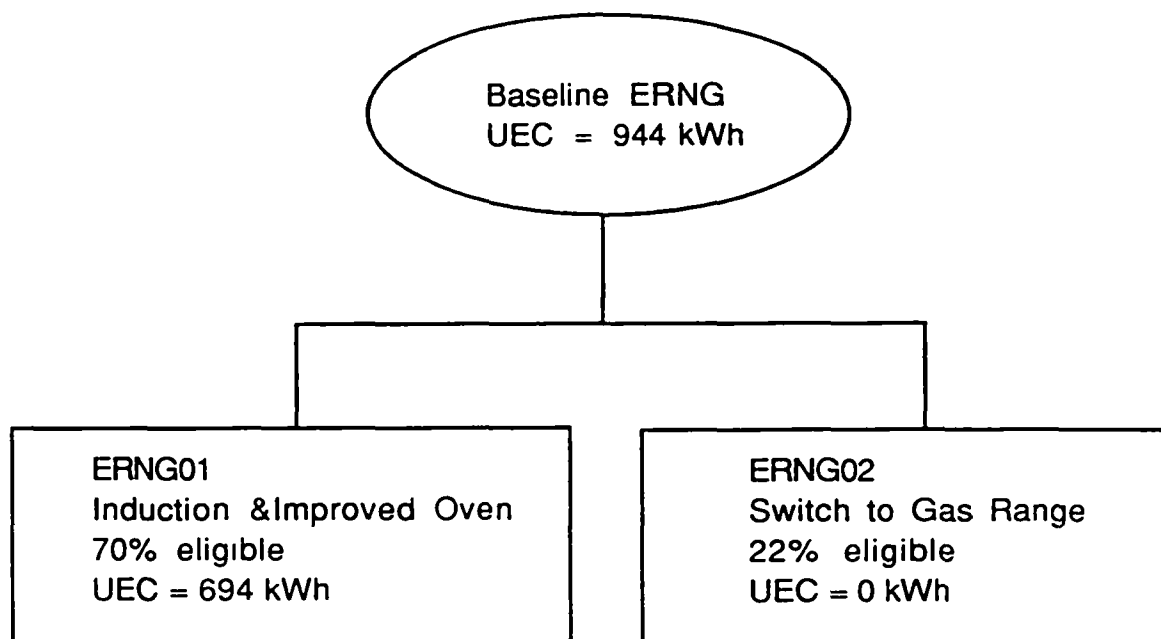 Baseline ERNG
UEC = 944 kWh
ERNG01
Induction &Improved Oven
70% eligible
UEC = 694 kWh
ERNG02
Switch to Gas Range
22% eligible
UEC = 0 kWh